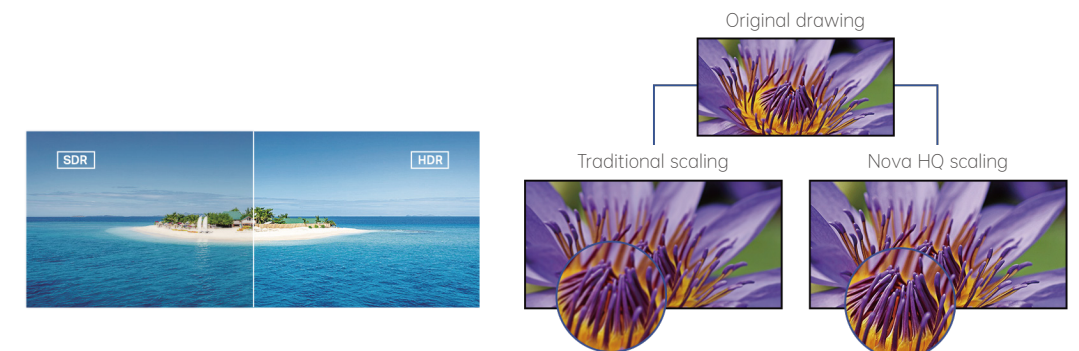 SDR
HDR
Original drawing
Traditional scaling
Nova HQ scaling